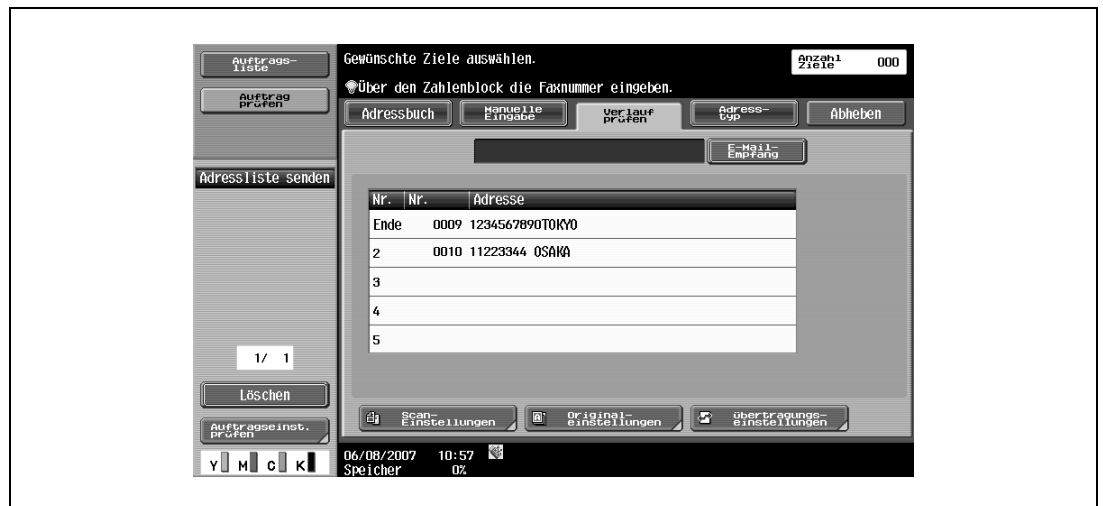 Auftrags-
liste
Auftrag
prüfen
Adressliste senden
1/ 1
Löschen
Auftragseinst.
prüfen
Y M C K
Gewünschte Ziele auswählen.
Anzahl
Ziele 000
Über den Zahlenblock die Faxnummer eingeben.
Adressbuch
Manuelle
Eingabe
Verlauf
prüfen
Adress-
typ
Abheben
E-Mail-
Empfang
Nr. Nr. Adresse
Ende 0009 1234567890TOKYO
2 0010 11223344 OSAKA
3
4
5
Scan-
Einstellungen
Original-
einstellungen
übertragungs-
einstellungen
06/08/2007 10:57
Speicher 0%